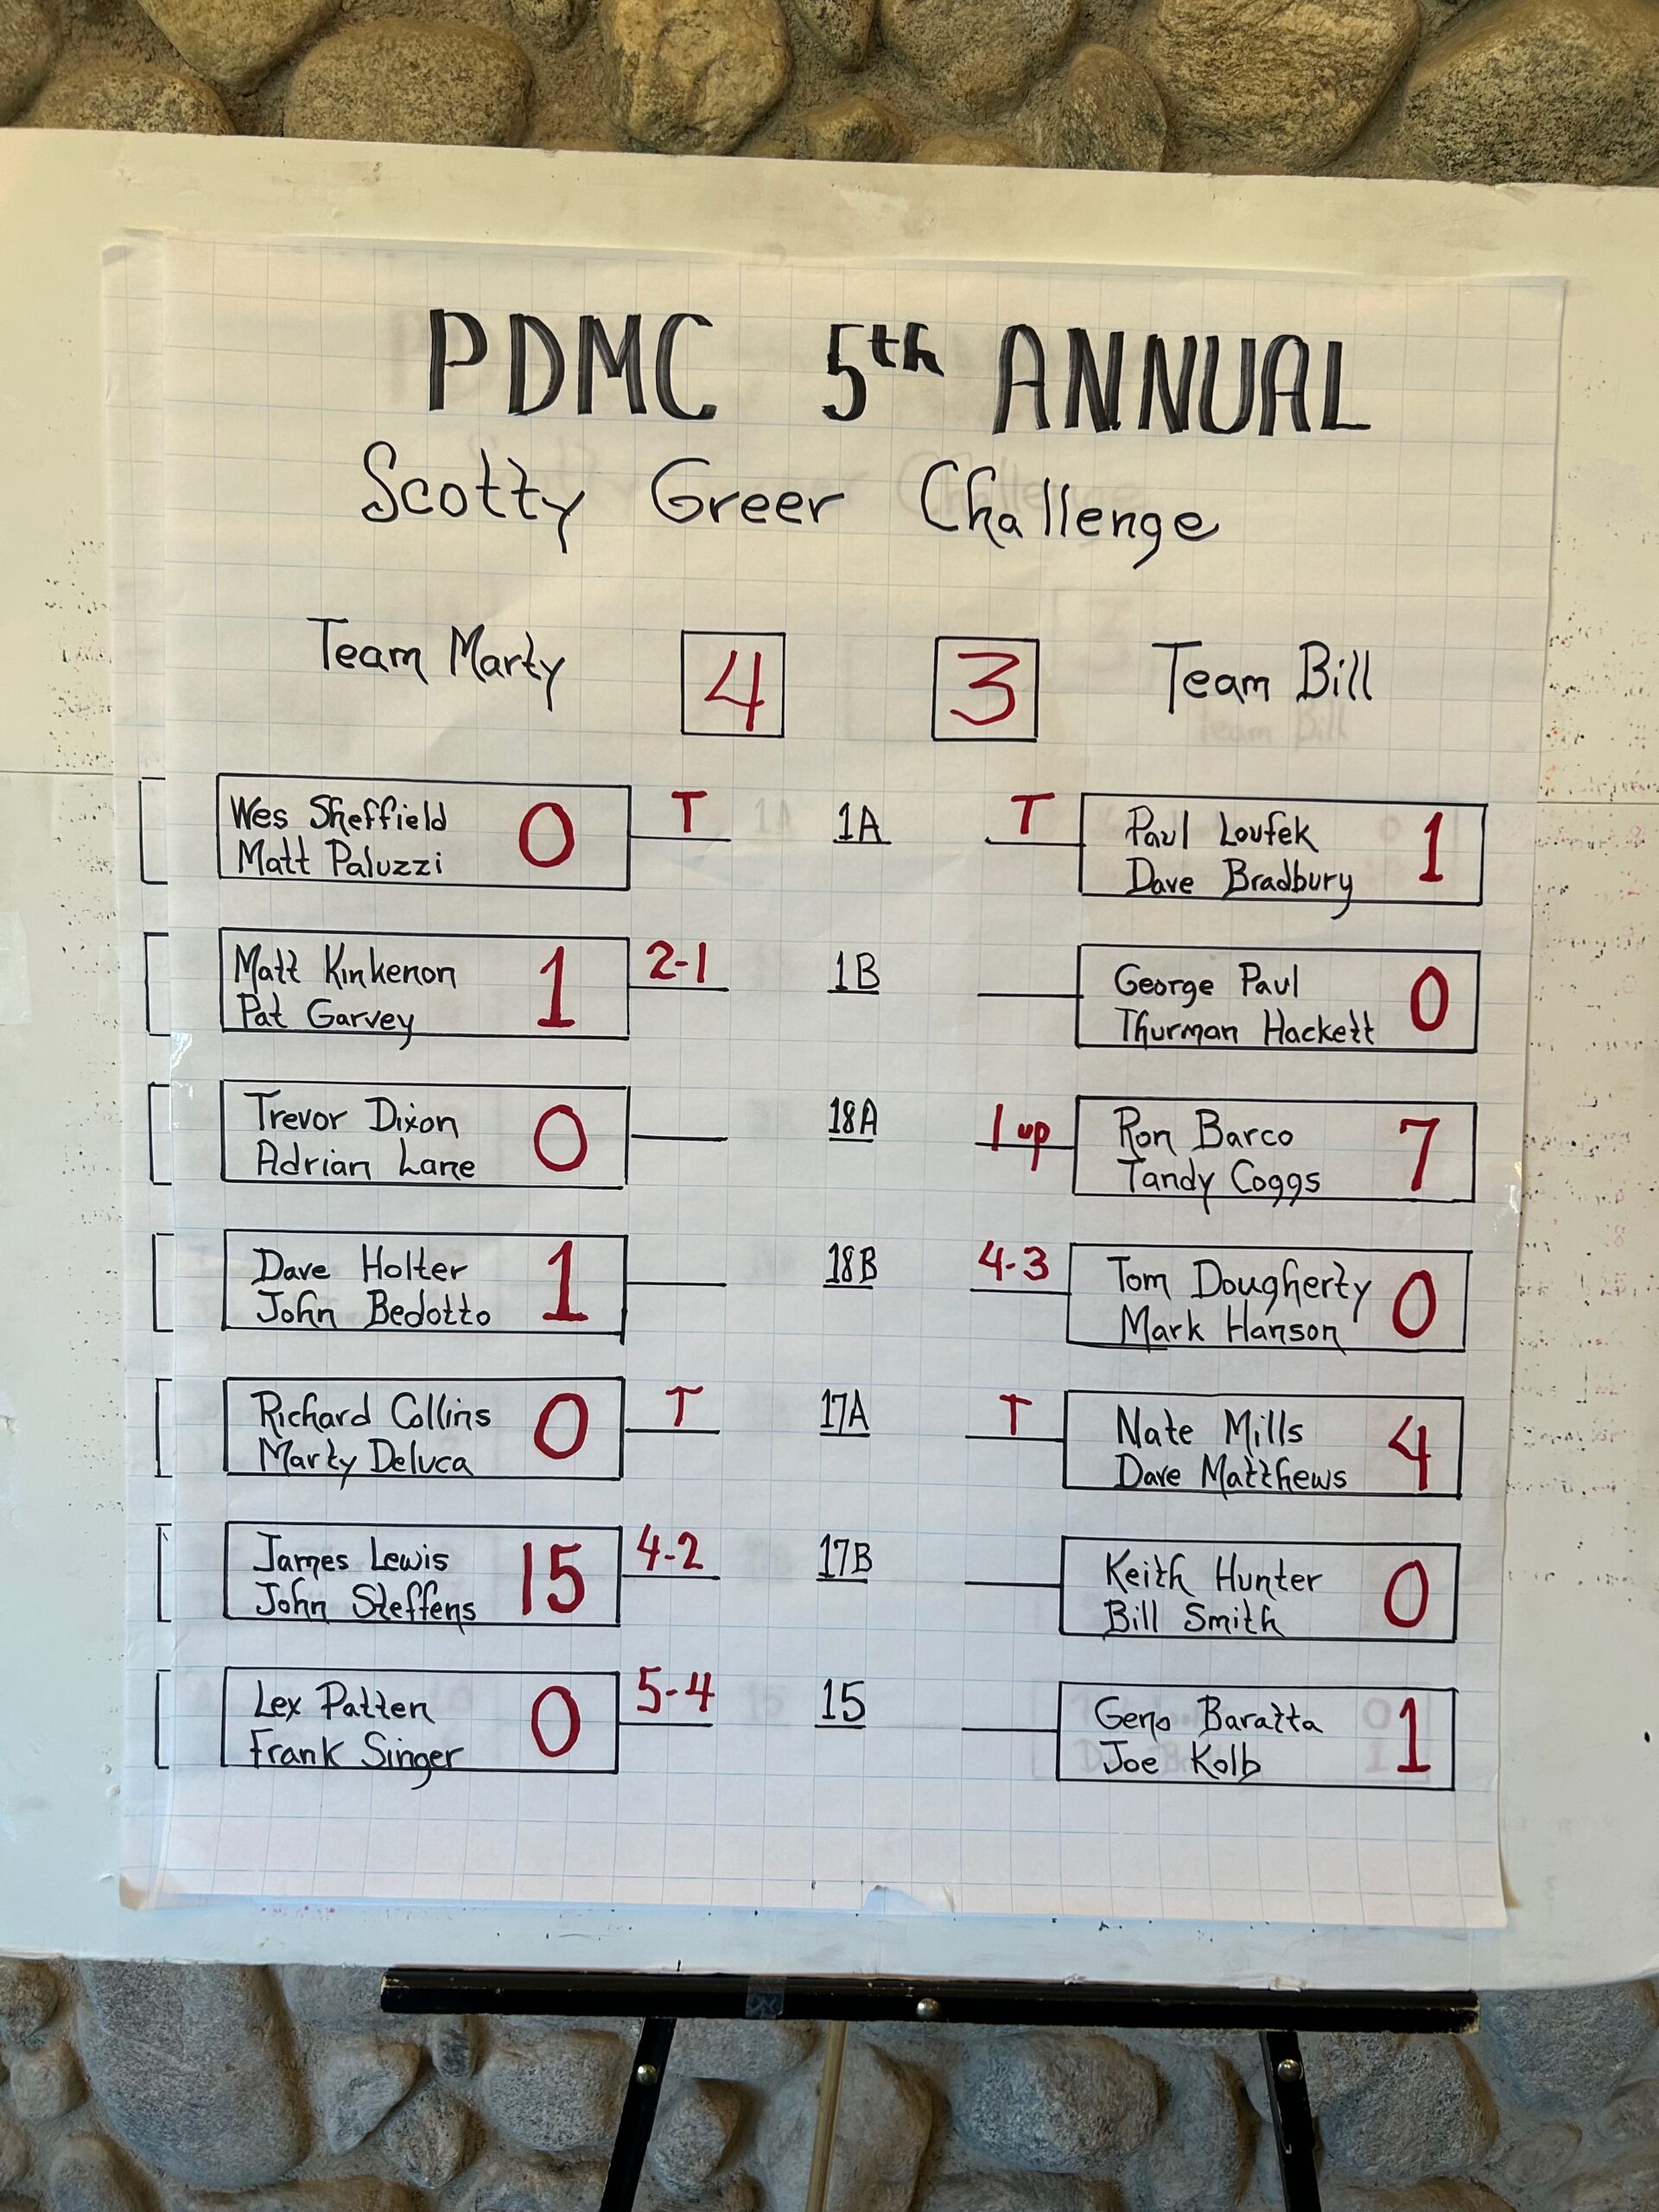 PDMC 5th ANNUAL
Scotty Greer Challenge
Team Marty 4 3 Team Bill
Wes Sheffield
Matt Paluzzi
0 T 1A T
Paul Loufek
Dave Bradbury
1
Matt Kinkenon
Pat Garvey
1 2-1 1B
George Paul
Thurman Hackett
0
Trevor Dixon
Adrian Lane
0 18A 1 up
Ron Barco
Tandy Coggs
7
Dave Holter
John Bedotto
1 18B 4-3
Tom Dougherty
Mark Hanson
0
Richard Collins
Marty Deluca
0 T 17A T
Nate Mills
Dave Matthews
4
James Lewis
John Steffens
15 4-2 17B
Keith Hunter
Bill Smith
0
Lex Patten
Frank Singer
0 5-4 15
Geno Baratta
Joe Kolb
1